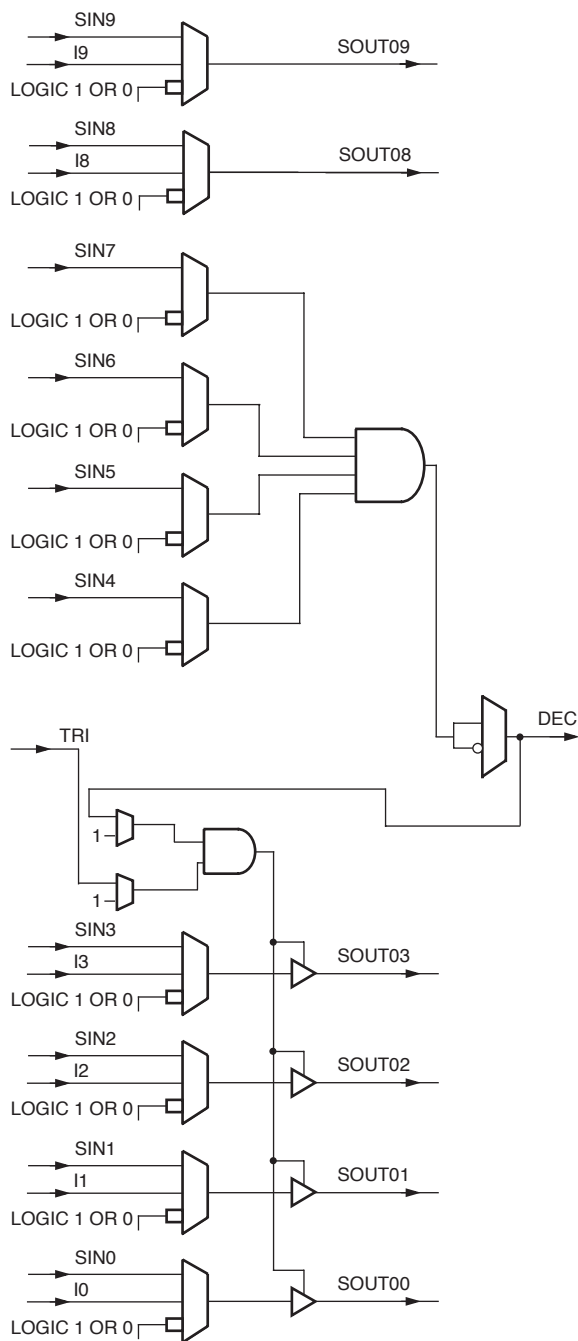 SIN9
I9
SOUT09
LOGIC 1 OR 0
SIN8
I8
SOUT08
LOGIC 1 OR 0
SIN7
LOGIC 1 OR 0
SIN6
LOGIC 1 OR 0
SIN5
LOGIC 1 OR 0
SIN4
LOGIC 1 OR 0
DEC
TRI
1
1
SIN3
I3
SOUT03
LOGIC 1 OR 0
SIN2
I2
SOUT02
LOGIC 1 OR 0
SIN1
I1
SOUT01
LOGIC 1 OR 0
SIN0
I0
SOUT00
LOGIC 1 OR 0